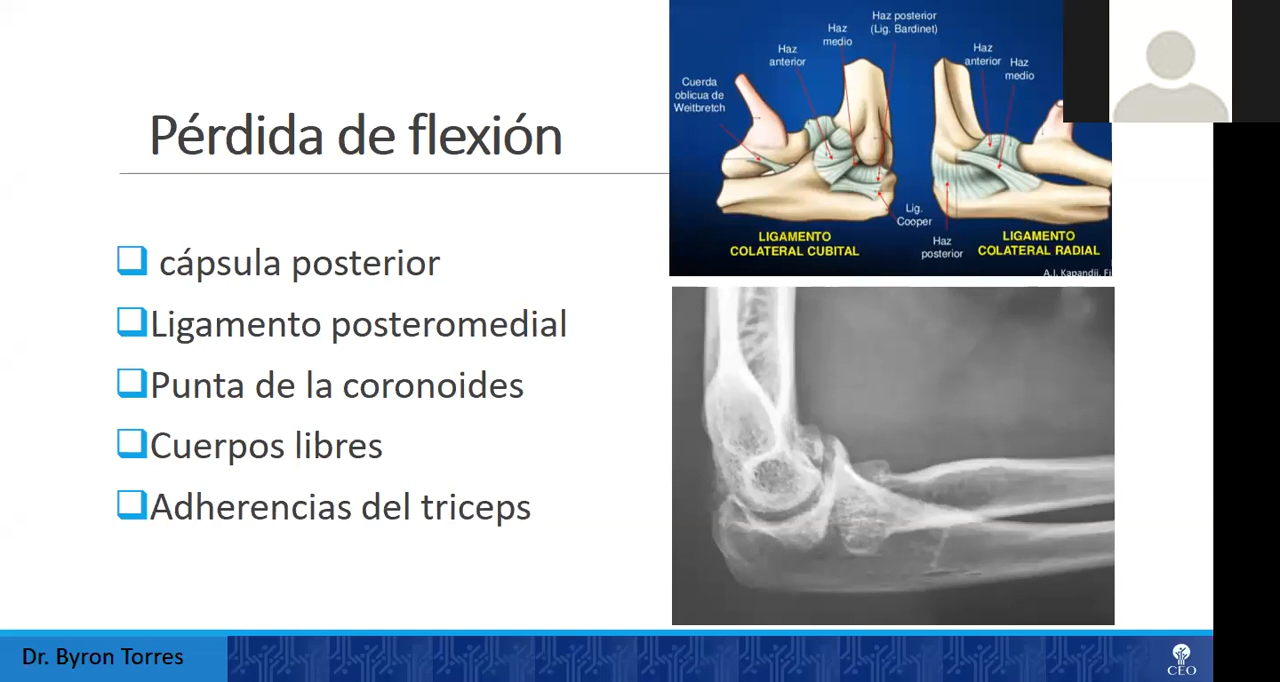 Pérdida de flexión
cápsula posterior
Ligamento posteromedial
Punta de la coronoides
Cuerpos libres
Adherencias del triceps
Haz posterior
(Lig. Bardinet)
Haz
medio
Haz
anterior
Cuerda
oblicua de
Weitbretch
Haz
anterior
Haz
medio
Lig.
Cooper
Haz
posterior
LIGAMENTO
COLATERAL CUBITAL
LIGAMENTO
COLATERAL RADIAL
A.I. Kapandji, Fi
Dr. Byron Torres
CEO